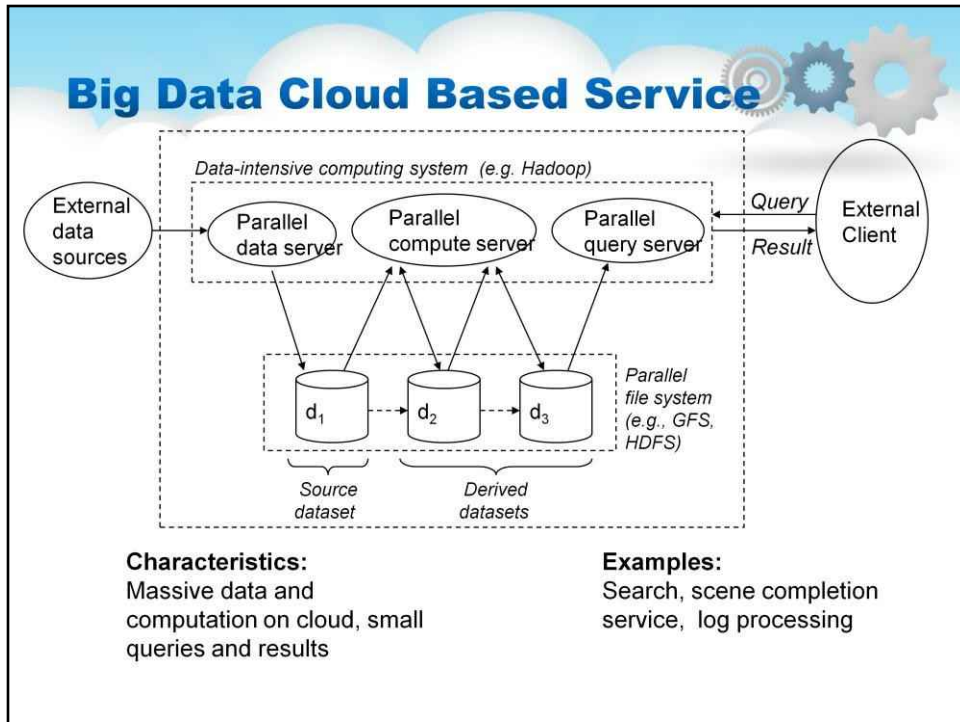 Big Data Cloud Based Service
Data-intensive computing system (e.g. Hadoop)
External
data
sources
Parallel
data server
Parallel
compute server
Parallel
query server
Query
Result
External
Client
d₁
d₂
d₃
Parallel
file system
(e.g., GFS,
HDFS)
Source
dataset
Derived
datasets
Characteristics:
Massive data and
computation on cloud, small
queries and results
Examples:
Search, scene completion
service, log processing